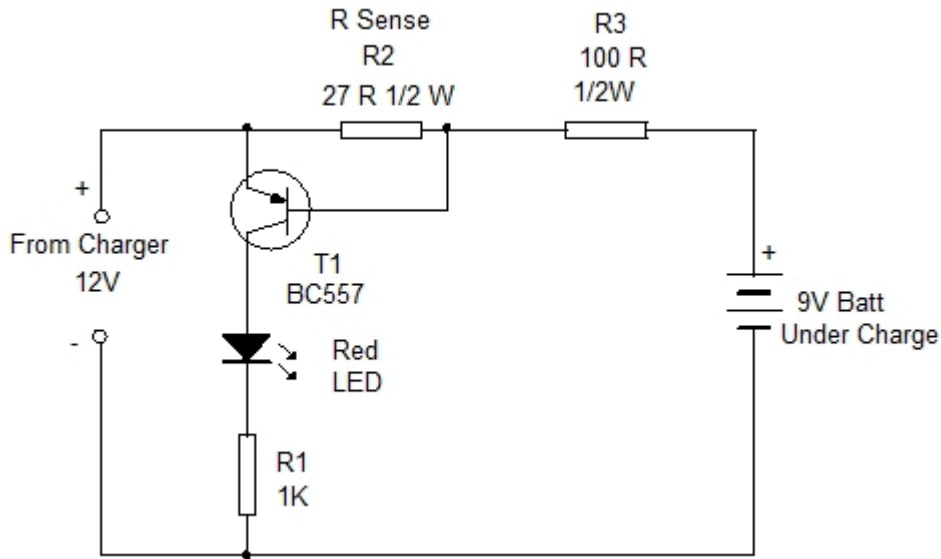 R Sense
R2
27 R 1/2 W
R3
100 R
1/2W
+
From Charger
12V
-
T1
BC557
+
9V Batt
Under Charge
Red
LED
R1
1K